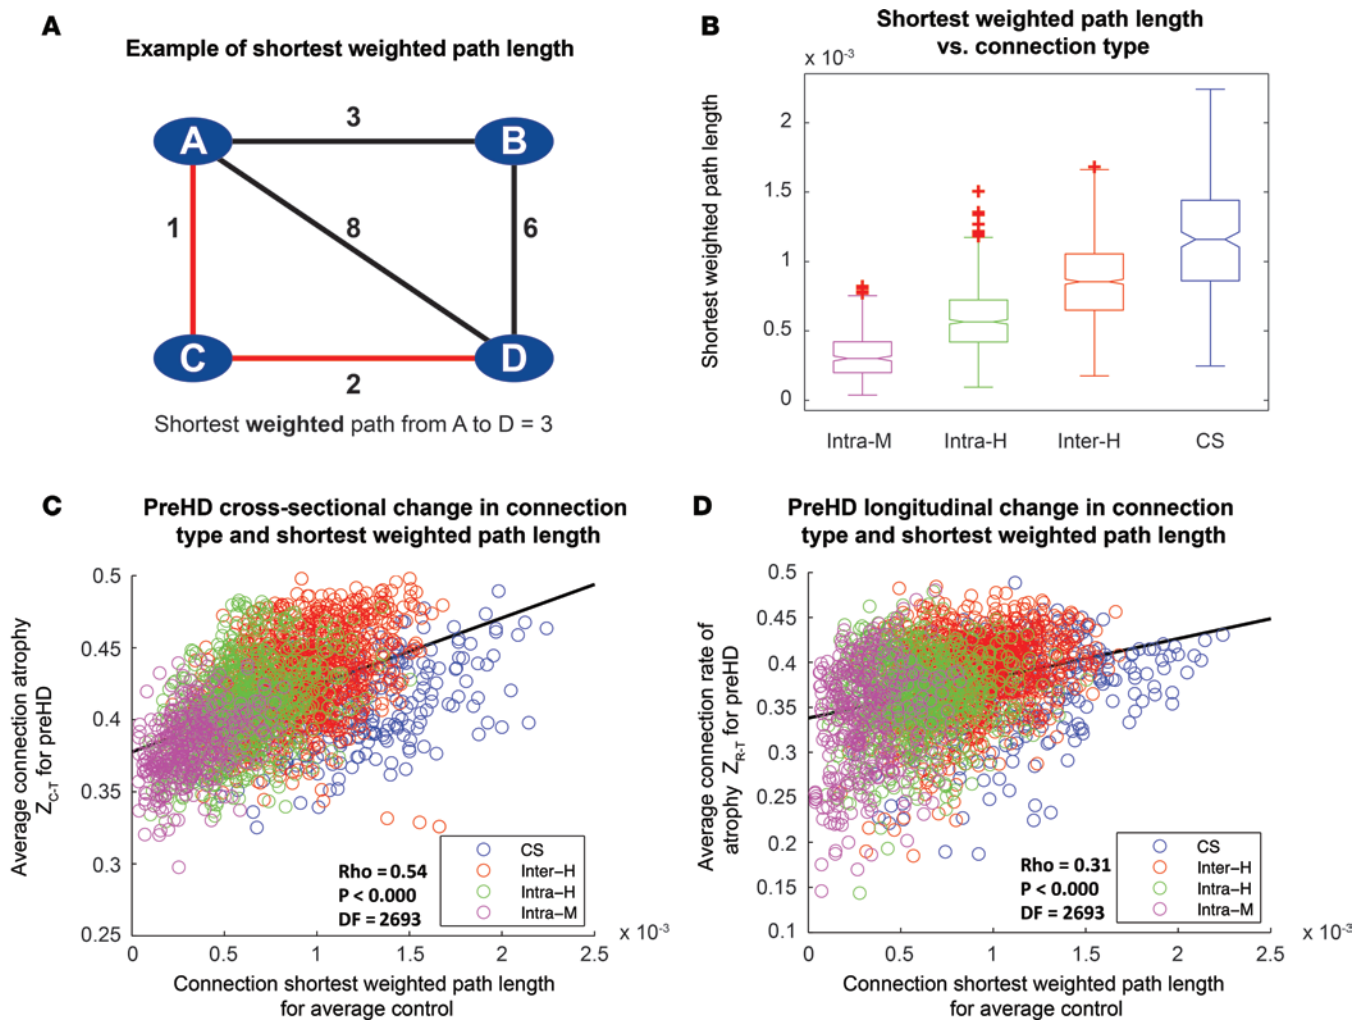 A
Example of shortest weighted path length
A
3
B
1
8
6
C
2
D
Shortest weighted path from A to D = 3
B
Shortest weighted path length
vs. connection type
x 10-3
Shortest weighted path length
2
1.5
1
0.5
0
Intra-M
Intra-H
Inter-H
CS
C
PreHD cross-sectional change in connection
type and shortest weighted path length
Average connection atrophy
ZC-T for preHD
0.5
0.45
0.4
0.35
0.3
0.25
Rho = 0.54
P < 0.000
DF = 2693
CS
Inter-H
Intra-H
Intra-M
0
0.5
1
1.5
2
2.5
x 10-3
Connection shortest weighted path length
for average control
D
PreHD longitudinal change in connection
type and shortest weighted path length
Average connection rate of
atrophy ZR-T for preHD
0.5
0.45
0.4
0.35
0.3
0.25
0.2
0.15
0.1
Rho = 0.31
P < 0.000
DF = 2693
CS
Inter-H
Intra-H
Intra-M
0
0.5
1
1.5
2
2.5
x 10-3
Connection shortest weighted path length
for average control